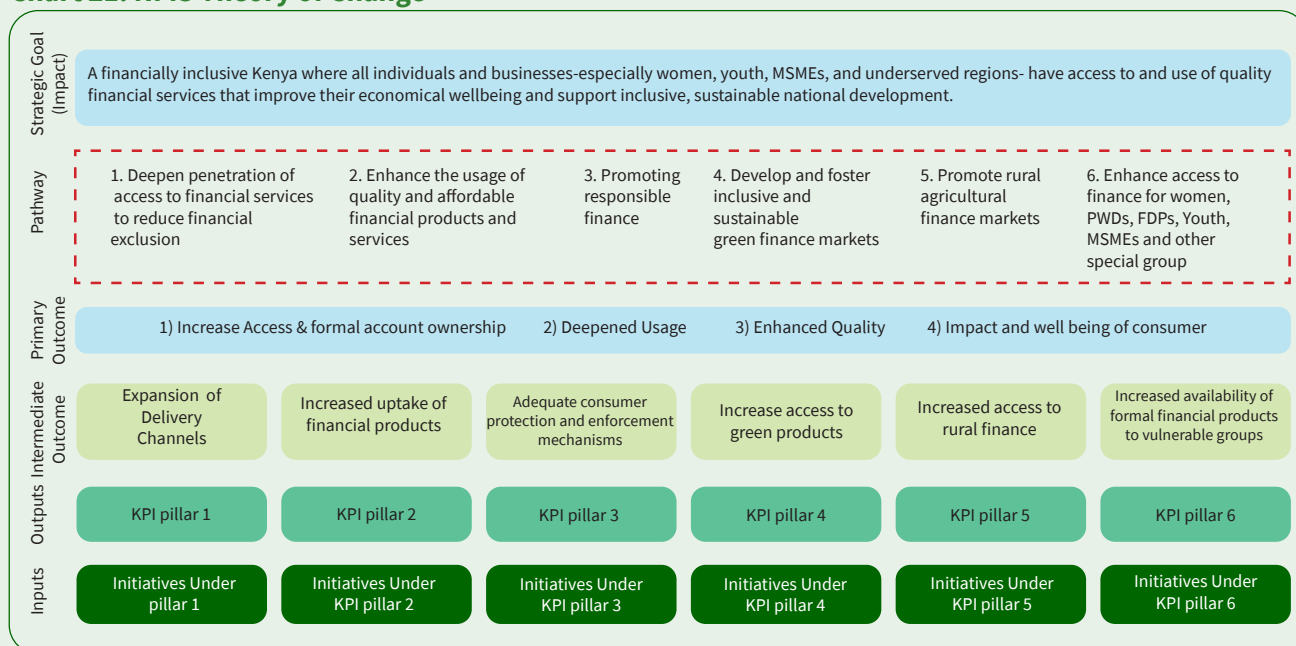 Strategic Goal
(Impact)
A financially inclusive Kenya where all individuals and businesses-especially women, youth, MSMEs, and underserved regions- have access to and use of quality
financial services that improve their economical wellbeing and support inclusive, sustainable national development.
Pathway
1. Deepen penetration of
access to financial services
to reduce financial
exclusion
2. Enhance the usage of
quality and affordable
financial products and
services
3. Promoting
responsible
finance
4. Develop and foster
inclusive and
sustainable
green finance markets
5. Promote rural
agricultural
finance markets
6. Enhance access to
finance for women,
PWDs, FDPs, Youth,
MSMEs and other
special group
Primary
Outcome
1) Increase Access & formal account ownership
2) Deepened Usage
3) Enhanced Quality
4) Impact and well being of consumer
Intermediate
Outcome
Expansion of
Delivery
Channels
Increased uptake of
financial products
Adequate consumer
protection and enforcement
mechanisms
Increase access to
green products
Increased access to
rural finance
Increased availability of
formal financial products
to vulnerable groups
Outputs
KPI pillar 1
KPI pillar 2
KPI pillar 3
KPI pillar 4
KPI pillar 5
KPI pillar 6
Inputs
Initiatives Under
pillar 1
Initiatives Under
KPI pillar 2
Initiatives Under
KPI pillar 3
Initiatives Under
KPI pillar 4
Initiatives Under
KPI pillar 5
Initiatives Under
KPI pillar 6